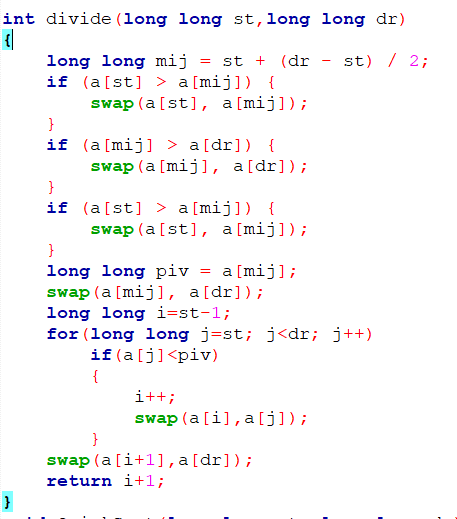 int divide(long long st,long long dr)
{
    long long mij = st + (dr - st) / 2;
    if (a[st] > a[mij]) {
        swap(a[st], a[mij]);
    }
    if (a[mij] > a[dr]) {
        swap(a[mij], a[dr]);
    }
    if (a[st] > a[mij]) {
        swap(a[st], a[mij]);
    }
    long long piv = a[mij];
    swap(a[mij], a[dr]);
    long long i=st-1;
    for(long long j=st; j<dr; j++)
        if(a[j]<piv)
        {
            i++;
            swap(a[i],a[j]);
        }
    swap(a[i+1],a[dr]);
    return i+1;
}